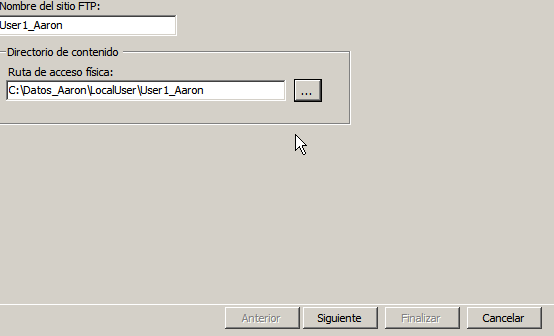 Nombre del sitio FTP:
User1_Aaron
Directorio de contenido
Ruta de acceso física:
C:\Datos_Aaron\LocalUser\User1_Aaron
...
Anterior
Siguiente
Finalizar
Cancelar